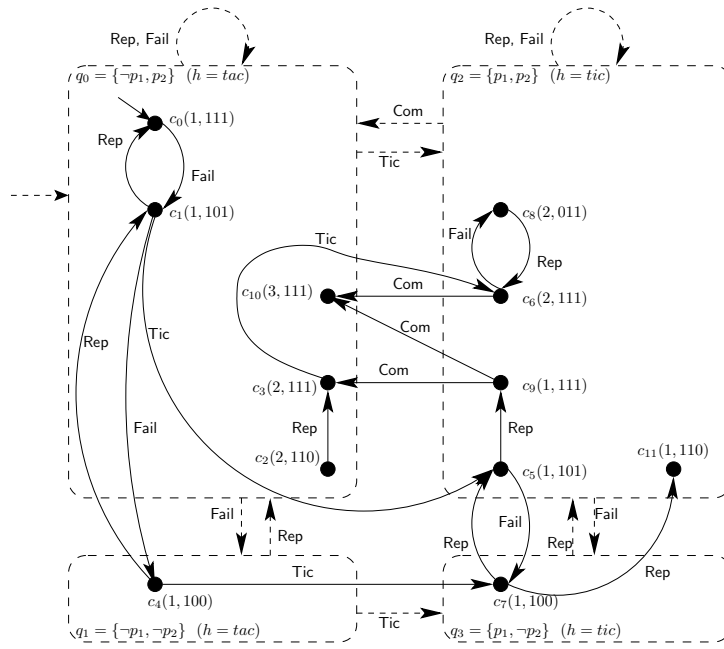 Rep, Fail
Rep, Fail
q₀ = {¬p₁, p₂} (h = tac)
q₂ = {p₁, p₂} (h = tic)
c₀(1, 111)
Com
Rep
Tic
Fail
c₁(1, 101)
c₈(2, 011)
Tic
Fail
Rep
c₁₀(3, 111)
Com
c₆(2, 111)
Rep
Tic
Com
Com
c₃(2, 111)
c₉(1, 111)
Fail
Rep
Rep
c₂(2, 110)
c₅(1, 101)
c₁₁(1, 110)
Fail
Fail
Fail
Rep
Rep
Rep
Tic
Rep
c₄(1, 100)
c₇(1, 100)
Tic
q₁ = {¬p₁, ¬p₂} (h = tac)
q₃ = {p₁, ¬p₂} (h = tic)